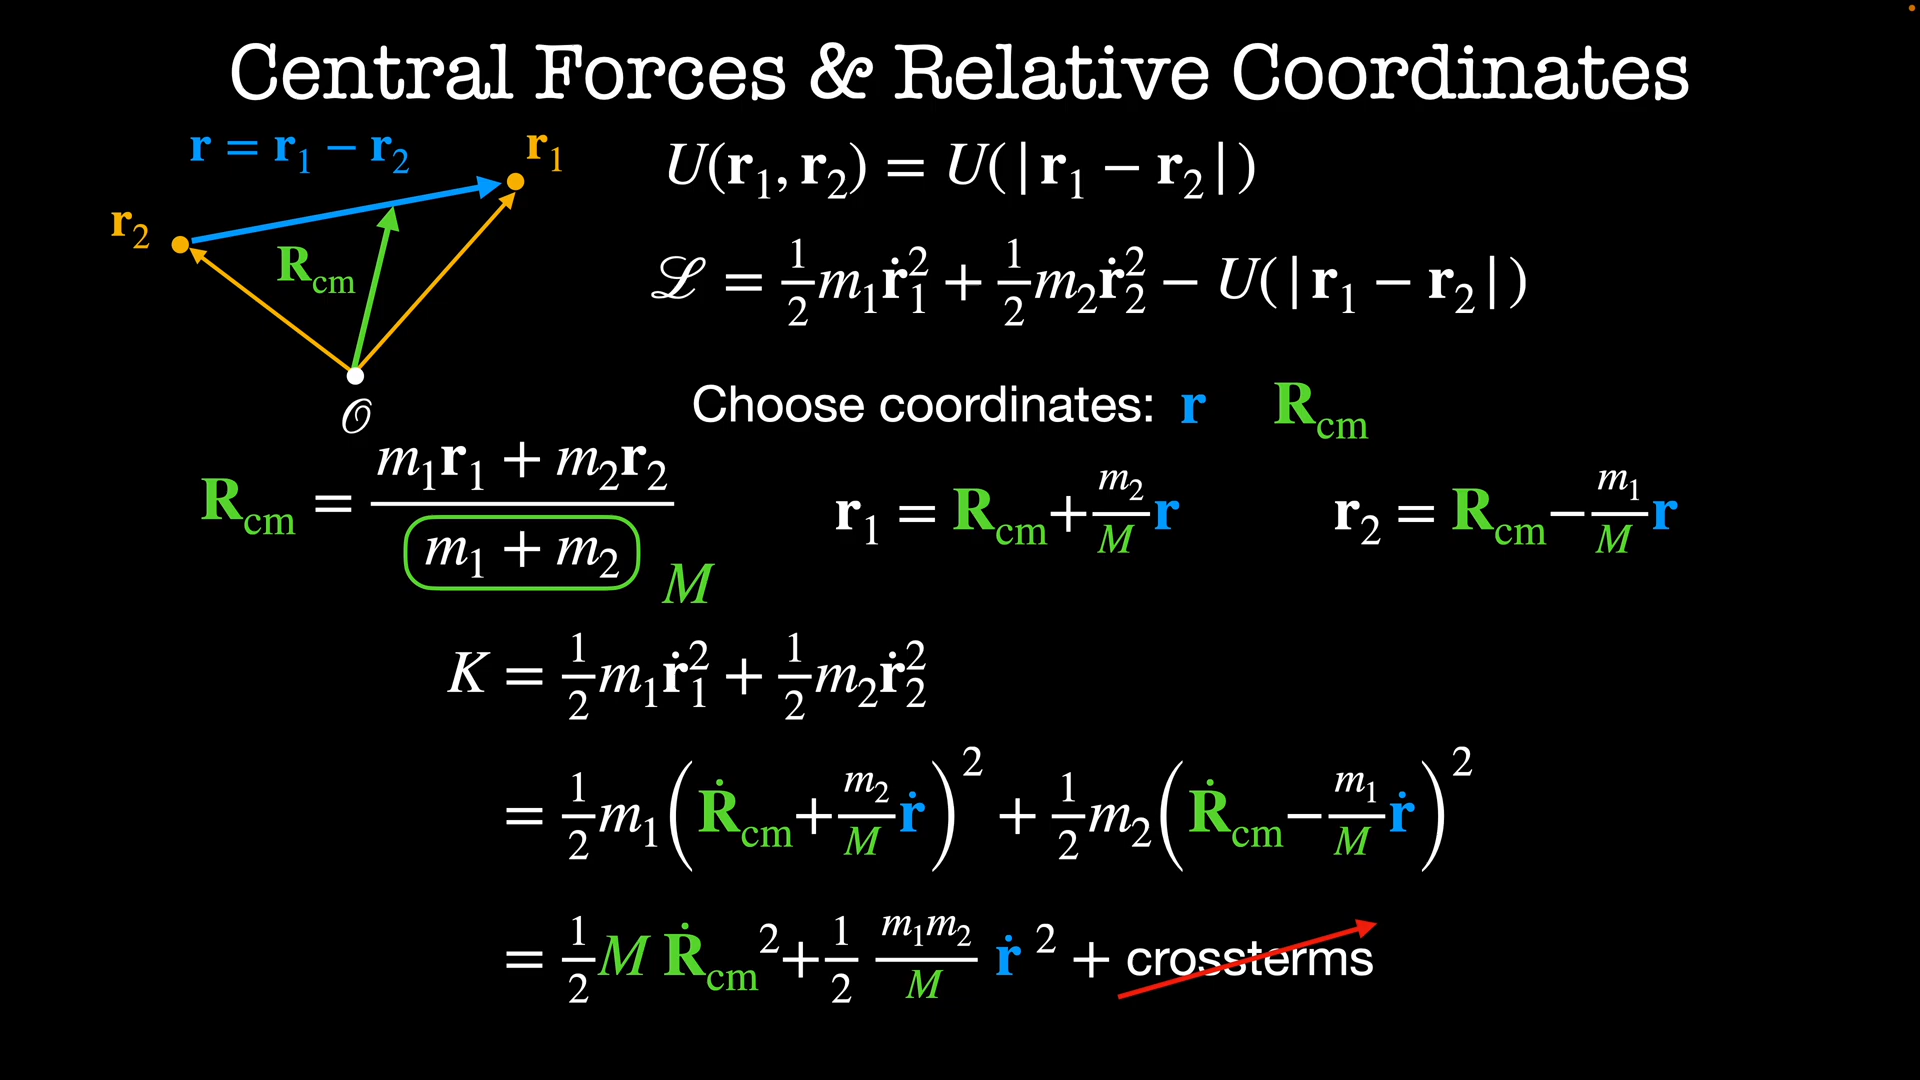 Central Forces & Relative Coordinates
r = r₁ − r₂
r₁
r₂
R_cm
𝒪
U(r₁, r₂) = U(|r₁ − r₂|)
ℒ = ½m₁ṙ₁² + ½m₂ṙ₂² − U(|r₁ − r₂|)
Choose coordinates: r R_cm
R_cm = (m₁r₁ + m₂r₂)/(m₁ + m₂) M
r₁ = R_cm + (m₂/M) r
r₂ = R_cm − (m₁/M) r
K = ½m₁ṙ₁² + ½m₂ṙ₂²
= ½m₁(Ṙ_cm + (m₂/M) ṙ)² + ½m₂(Ṙ_cm − (m₁/M) ṙ)²
= ½M Ṙ_cm² + ½ (m₁m₂/M) ṙ² + crossterms